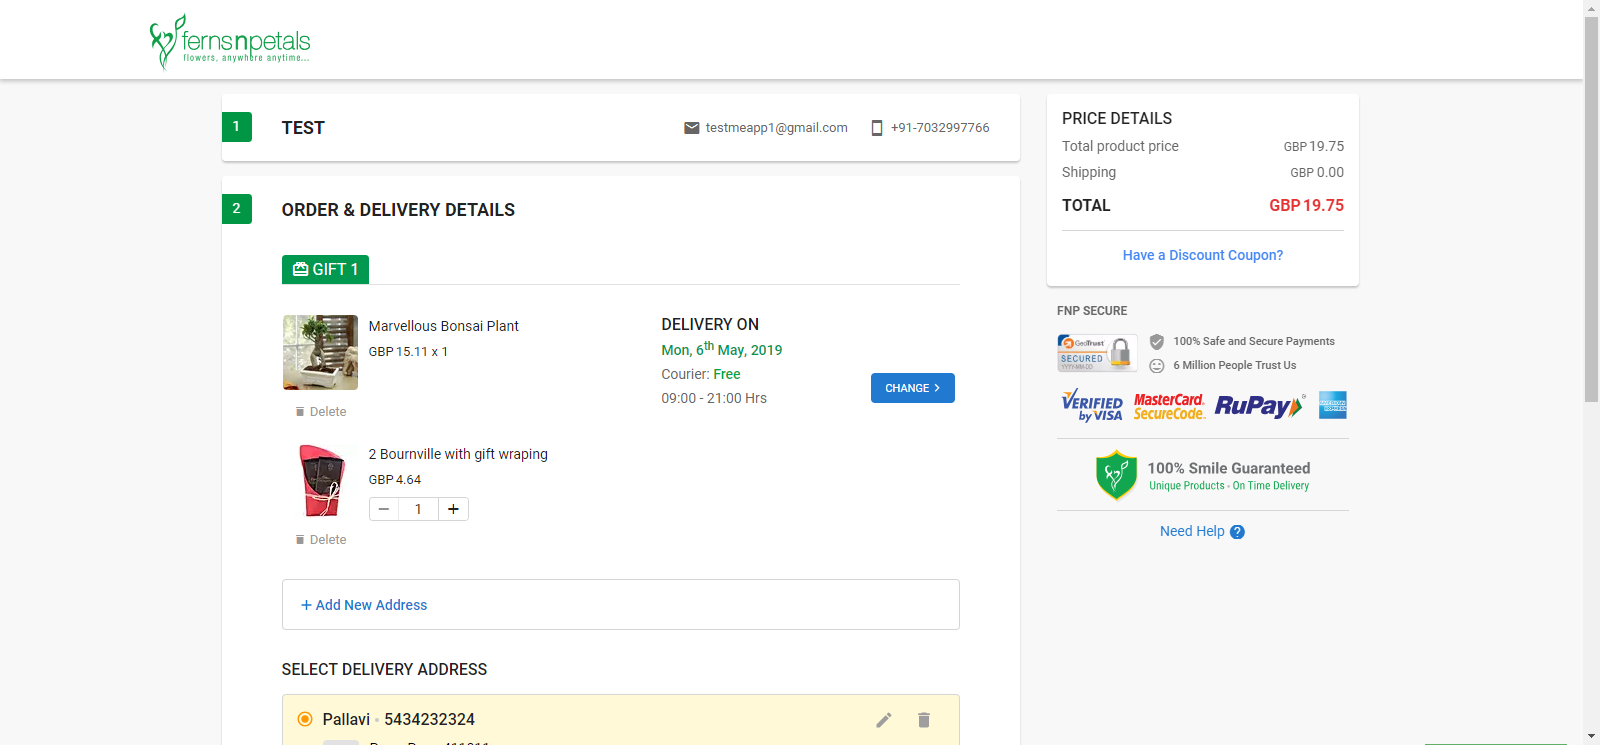 fernsnpetals
flowers, anywhere anytime...
1
TEST
testmeapp1@gmail.com
+91-7032997766
2
ORDER & DELIVERY DETAILS
GIFT 1
Marvellous Bonsai Plant
GBP 15.11 x 1
Delete
DELIVERY ON
Mon, 6th May, 2019
Courier: Free
09:00 - 21:00 Hrs
CHANGE >
2 Bournville with gift wraping
GBP 4.64
− 1 +
Delete
+ Add New Address
SELECT DELIVERY ADDRESS
Pallavi • 5434232324
PRICE DETAILS
Total product price GBP 19.75
Shipping GBP 0.00
TOTAL GBP 19.75
Have a Discount Coupon?
FNP SECURE
GeoTrust
SECURED
YYYY-MM-DD
100% Safe and Secure Payments
6 Million People Trust Us
VERIFIED
by VISA
MasterCard.
SecureCode.
RuPay
AMERICAN
EXPRESS
100% Smile Guaranteed
Unique Products • On Time Delivery
Need Help ?